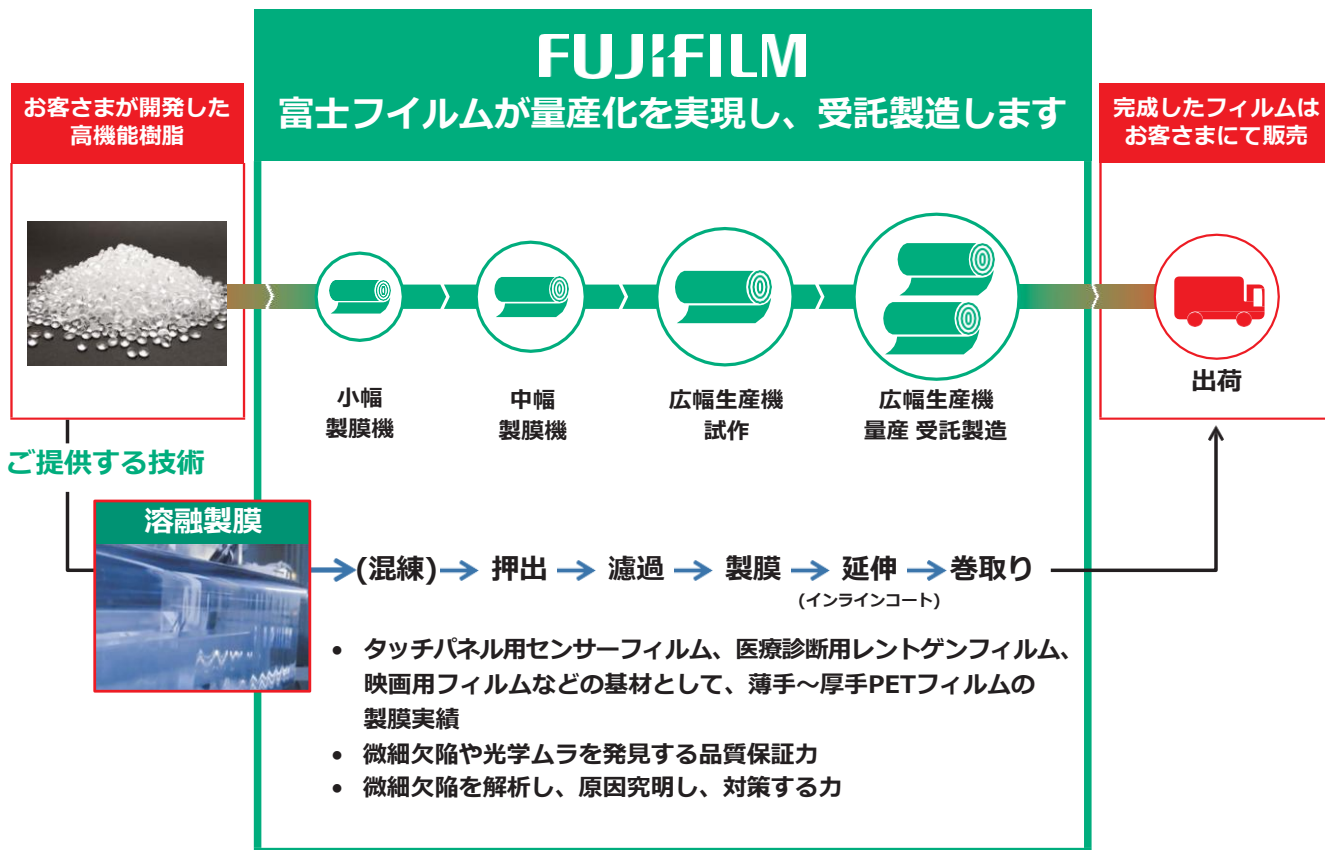 FUJIFILM
富士フイルムが量産化を実現し、受託製造します
お客さまが開発した
高機能樹脂
完成したフィルムは
お客さまにて販売
小幅
製膜機
中幅
製膜機
広幅生産機
試作
広幅生産機
量産 受託製造
出荷
ご提供する技術
溶融製膜
(混練)
押出
濾過
製膜
延伸
(インラインコート)
巻取り
• タッチパネル用センサーフィルム、医療診断用レントゲンフィルム、
映画用フィルムなどの基材として、薄手～厚手PETフィルムの
製膜実績
• 微細欠陥や光学ムラを発見する品質保証力
• 微細欠陥を解析し、原因究明し、対策する力